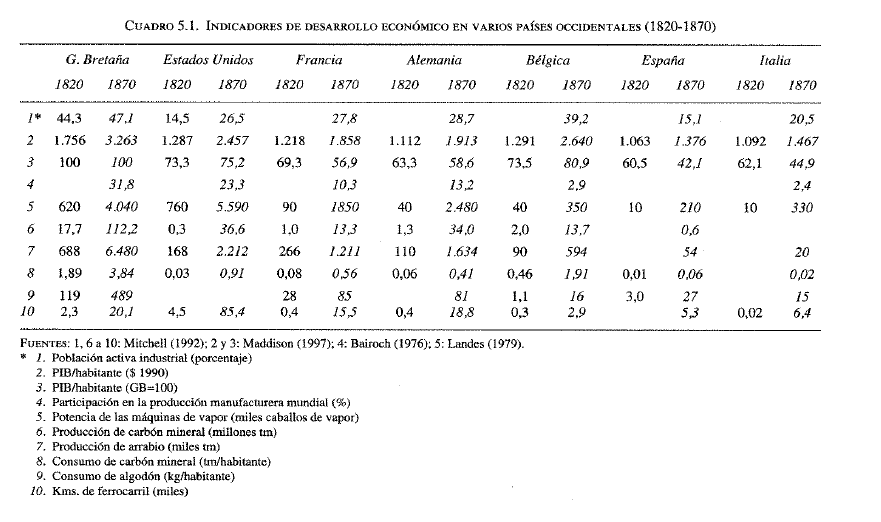 CUADRO 5.1. INDICADORES DE DESARROLLO ECONÓMICO EN VARIOS PAÍSES OCCIDENTALES (1820-1870)
G. Bretaña Estados Unidos Francia Alemania Bélgica España Italia
1820 1870 1820 1870 1820 1870 1820 1870 1820 1870 1820 1870 1820 1870
1* 44,3 47,1 14,5 26,5 27,8 28,7 39,2 15,1 20,5
2 1.756 3.263 1.287 2.457 1.218 1.858 1.112 1.913 1.291 2.640 1.063 1.376 1.092 1.467
3 100 100 73,3 75,2 69,3 56,9 63,3 58,6 73,5 80,9 60,5 42,1 62,1 44,9
4 31,8 23,3 10,3 13,2 2,9 2,4
5 620 4.040 760 5.590 90 1850 40 2.480 40 350 10 210 10 330
6 17,7 112,2 0,3 36,6 1,0 13,3 1,3 34,0 2,0 13,7 0,6
7 688 6.480 168 2.212 266 1.211 110 1.634 90 594 54 20
8 1,89 3,84 0,03 0,91 0,08 0,56 0,06 0,41 0,46 1,91 0,01 0,06 0,02
9 119 489 28 85 81 1,1 16 3,0 27 15
10 2,3 20,1 4,5 85,4 0,4 15,5 0,4 18,8 0,3 2,9 5,3 0,02 6,4
FUENTES: 1, 6 a 10: Mitchell (1992); 2 y 3: Maddison (1997); 4: Bairoch (1976); 5: Landes (1979).
* 1. Población activa industrial (porcentaje)
2. PIB/habitante ($ 1990)
3. PIB/habitante (GB=100)
4. Participación en la producción manufacturera mundial (%)
5. Potencia de las máquinas de vapor (miles caballos de vapor)
6. Producción de carbón mineral (millones tm)
7. Producción de arrabio (miles tm)
8. Consumo de carbón mineral (tm/habitante)
9. Consumo de algodón (kg/habitante)
10. Kms. de ferrocarril (miles)